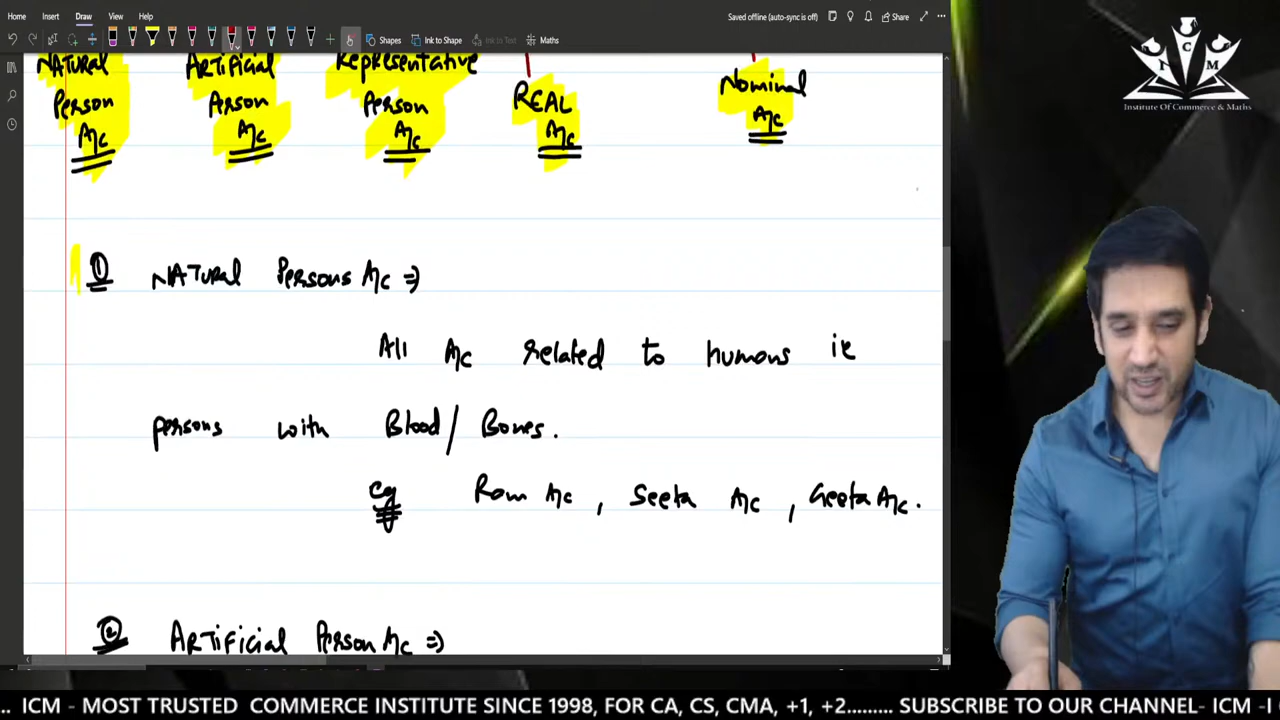 Home Insert Draw View Help
Saved offline (auto-sync is off) Share
Shapes Ink to Shape Ink to Text Maths
NATURAL Person A/c
ARTificial Person A/c
Representative Person A/c
REAL A/c
Nominal A/c
① NATural Persons A/c ⇒
All A/c related to humans ie
persons with Blood/ Bones.
eg Ram A/c, Seeta A/c, Geeta A/c.
② ARTificial Person A/c ⇒
I C M
Institute Of Commerce & Maths
.. ICM - MOST TRUSTED COMMERCE INSTITUTE SINCE 1998, FOR CA, CS, CMA, +1, +2......... SUBSCRIBE TO OUR CHANNEL- ICM -I